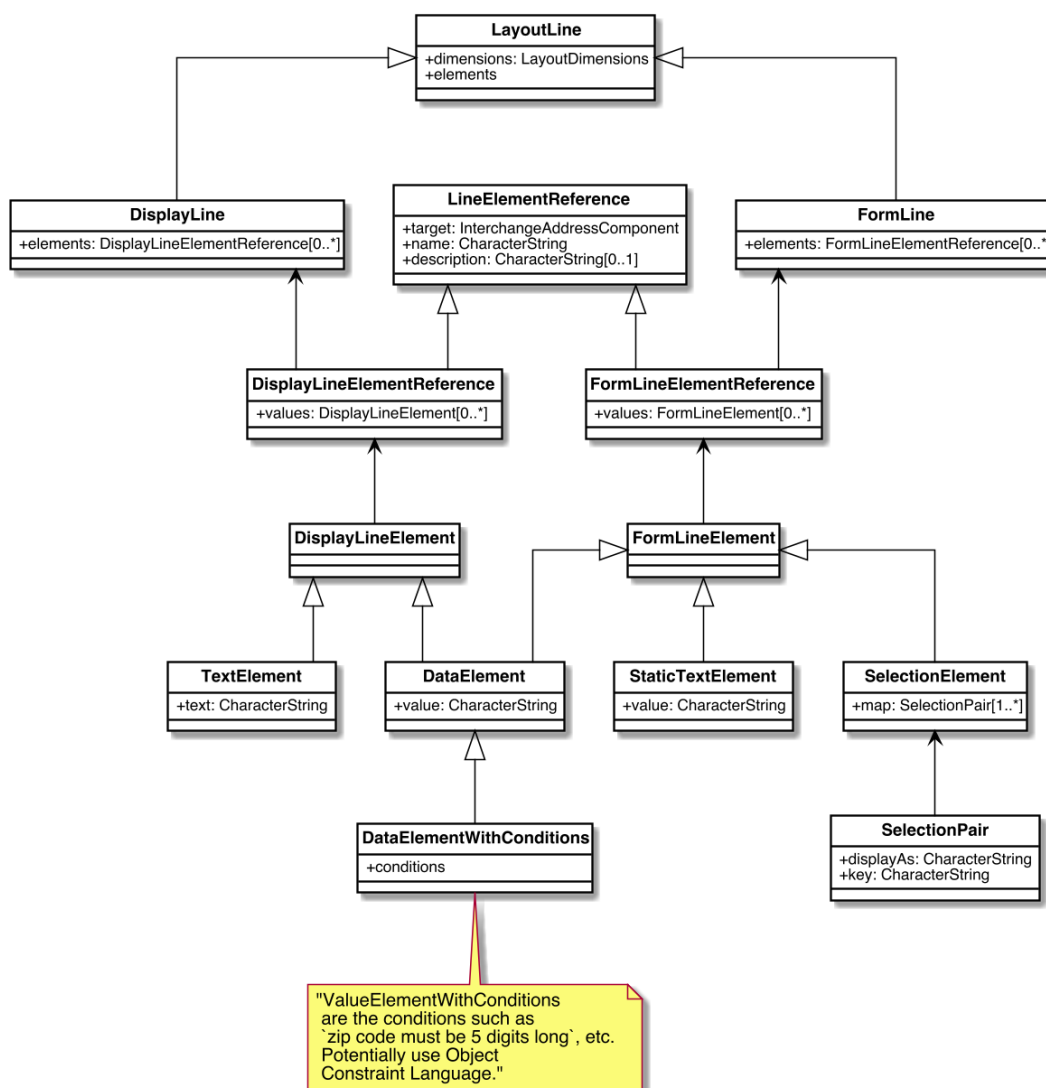 LayoutLine
+dimensions: LayoutDimensions
+elements
DisplayLine
+elements: DisplayLineElementReference[0..*]
LineElementReference
+target: InterchangeAddressComponent
+name: CharacterString
+description: CharacterString[0..1]
FormLine
+elements: FormLineElementReference[0..*
DisplayLineElementReference
+values: DisplayLineElement[0..*]
FormLineElementReference
+values: FormLineElement[0..*]
DisplayLineElement
FormLineElement
TextElement
+text: CharacterString
DataElement
+value: CharacterString
StaticTextElement
+value: CharacterString
SelectionElement
+map: SelectionPair[1..*]
DataElementWithConditions
+conditions
SelectionPair
+displayAs: CharacterString
+key: CharacterString
"ValueElementWithConditions
are the conditions such as
`zip code must be 5 digits long`, etc.
Potentially use Object
Constraint Language."